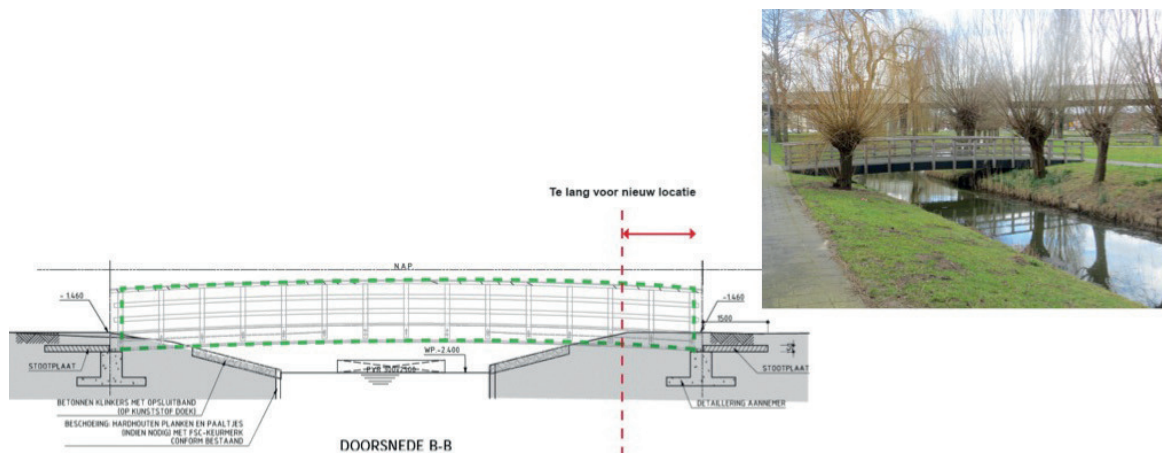 Te lang voor nieuw locatie
N.A.P.
- 1.460
-1.460
1500
WP.-2.400
STOOTPLAAT
STOOTPLAAT
BETONNEN KLINKERS MET OPSLUITBAND
(OP KUNSTSTOF DOEK)
DETAILLERING AANNEMER
BESCHOEIING: HARDHOUTEN PLANKEN EN PAALTJES
(INDIEN NODIG) MET FSC-KEURMERK
CONFORM BESTAAND
DOORSNEDE B-B